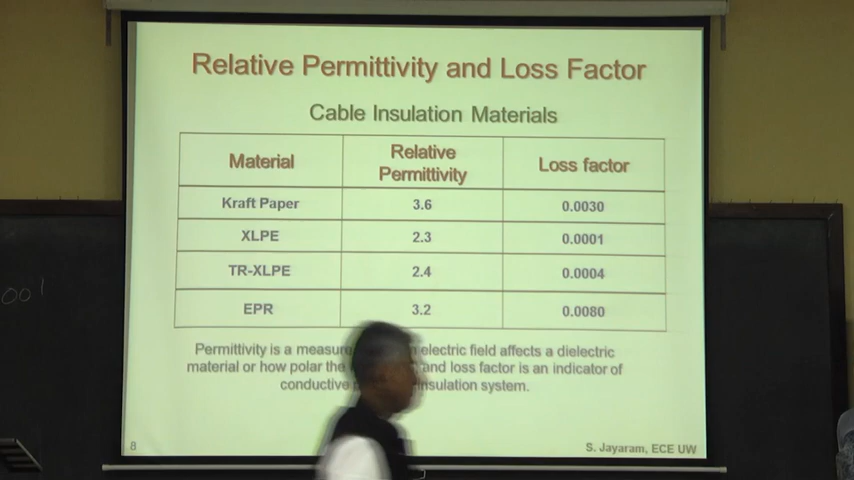 Relative Permittivity and Loss Factor
Cable Insulation Materials
Material Relative Permittivity Loss factor
Kraft Paper 3.6 0.0030
XLPE 2.3 0.0001
TR-XLPE 2.4 0.0004
EPR 3.2 0.0080
Permittivity is a measure electric field affects a dielectric
material or how polar the and loss factor is an indicator of
conductive insulation system.
8 S. Jayaram, ECE UW
001